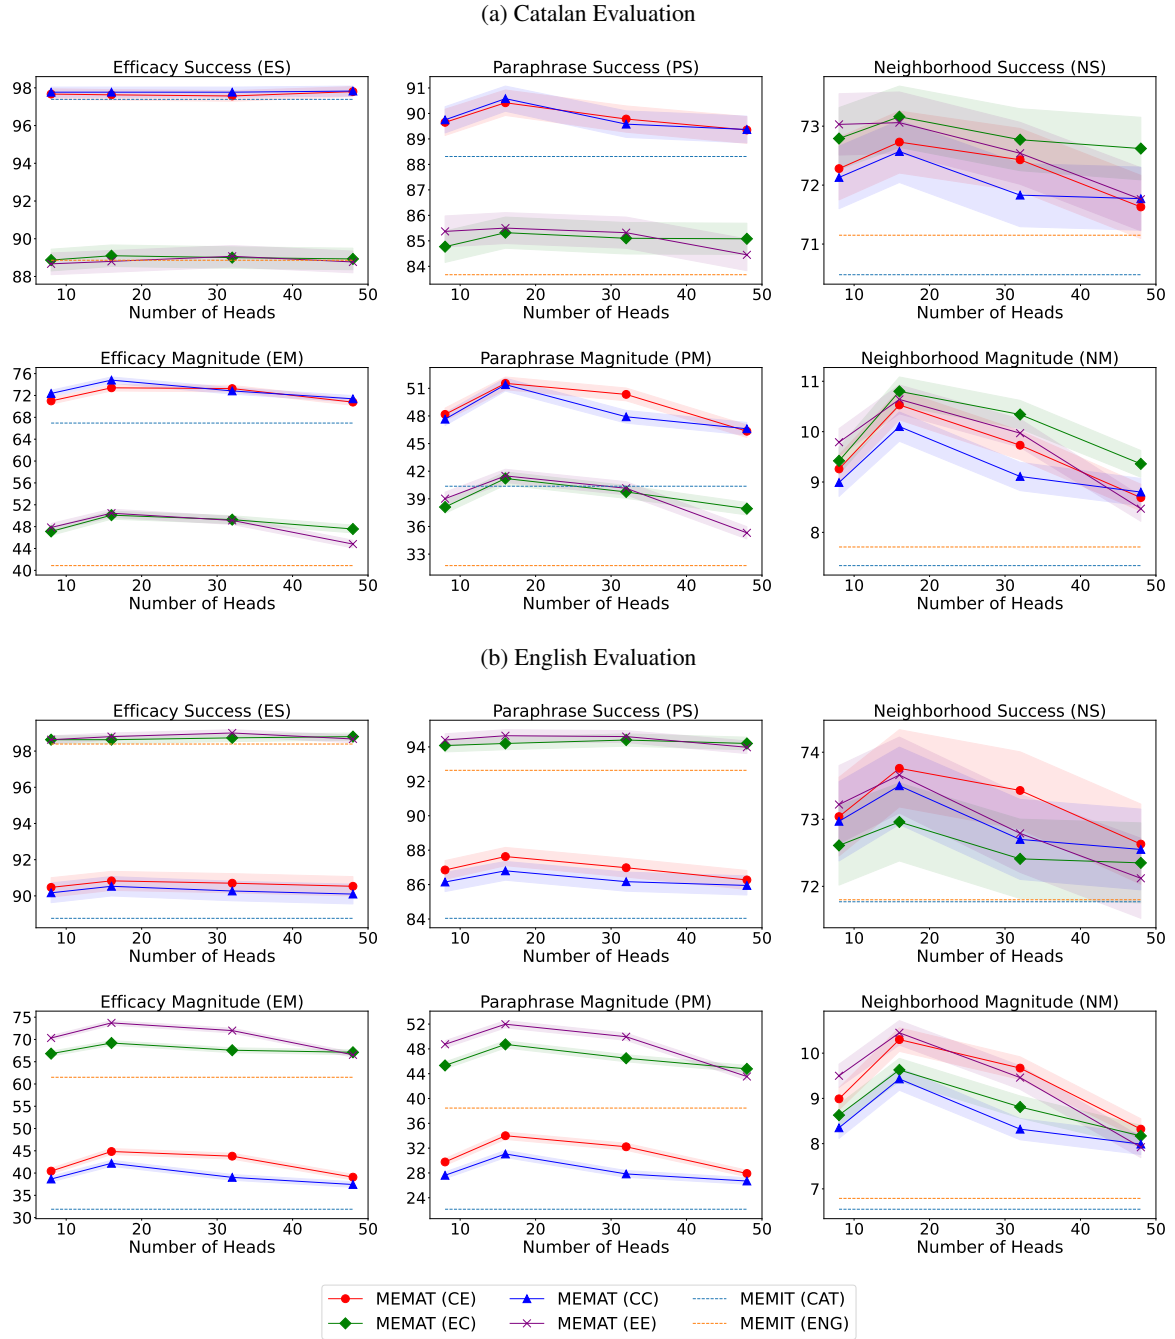 (a) Catalan Evaluation
Efficacy Success (ES)
98
96
94
92
90
88
10 20 30 40 50
Number of Heads
Paraphrase Success (PS)
91
90
89
88
87
86
85
84
10 20 30 40 50
Number of Heads
Neighborhood Success (NS)
73
72
71
10 20 30 40 50
Number of Heads
Efficacy Magnitude (EM)
76
72
68
64
60
56
52
48
44
40
10 20 30 40 50
Number of Heads
Paraphrase Magnitude (PM)
51
48
45
42
39
36
33
10 20 30 40 50
Number of Heads
Neighborhood Magnitude (NM)
11
10
9
8
10 20 30 40 50
Number of Heads
(b) English Evaluation
Efficacy Success (ES)
98
96
94
92
90
10 20 30 40 50
Number of Heads
Paraphrase Success (PS)
94
92
90
88
86
84
10 20 30 40 50
Number of Heads
Neighborhood Success (NS)
74
73
72
10 20 30 40 50
Number of Heads
Efficacy Magnitude (EM)
75
70
65
60
55
50
45
40
35
30
10 20 30 40 50
Number of Heads
Paraphrase Magnitude (PM)
52
48
44
40
36
32
28
24
10 20 30 40 50
Number of Heads
Neighborhood Magnitude (NM)
10
9
8
7
10 20 30 40 50
Number of Heads
MEMAT (CE) MEMAT (CC) MEMIT (CAT)
MEMAT (EC) MEMAT (EE) MEMIT (ENG)